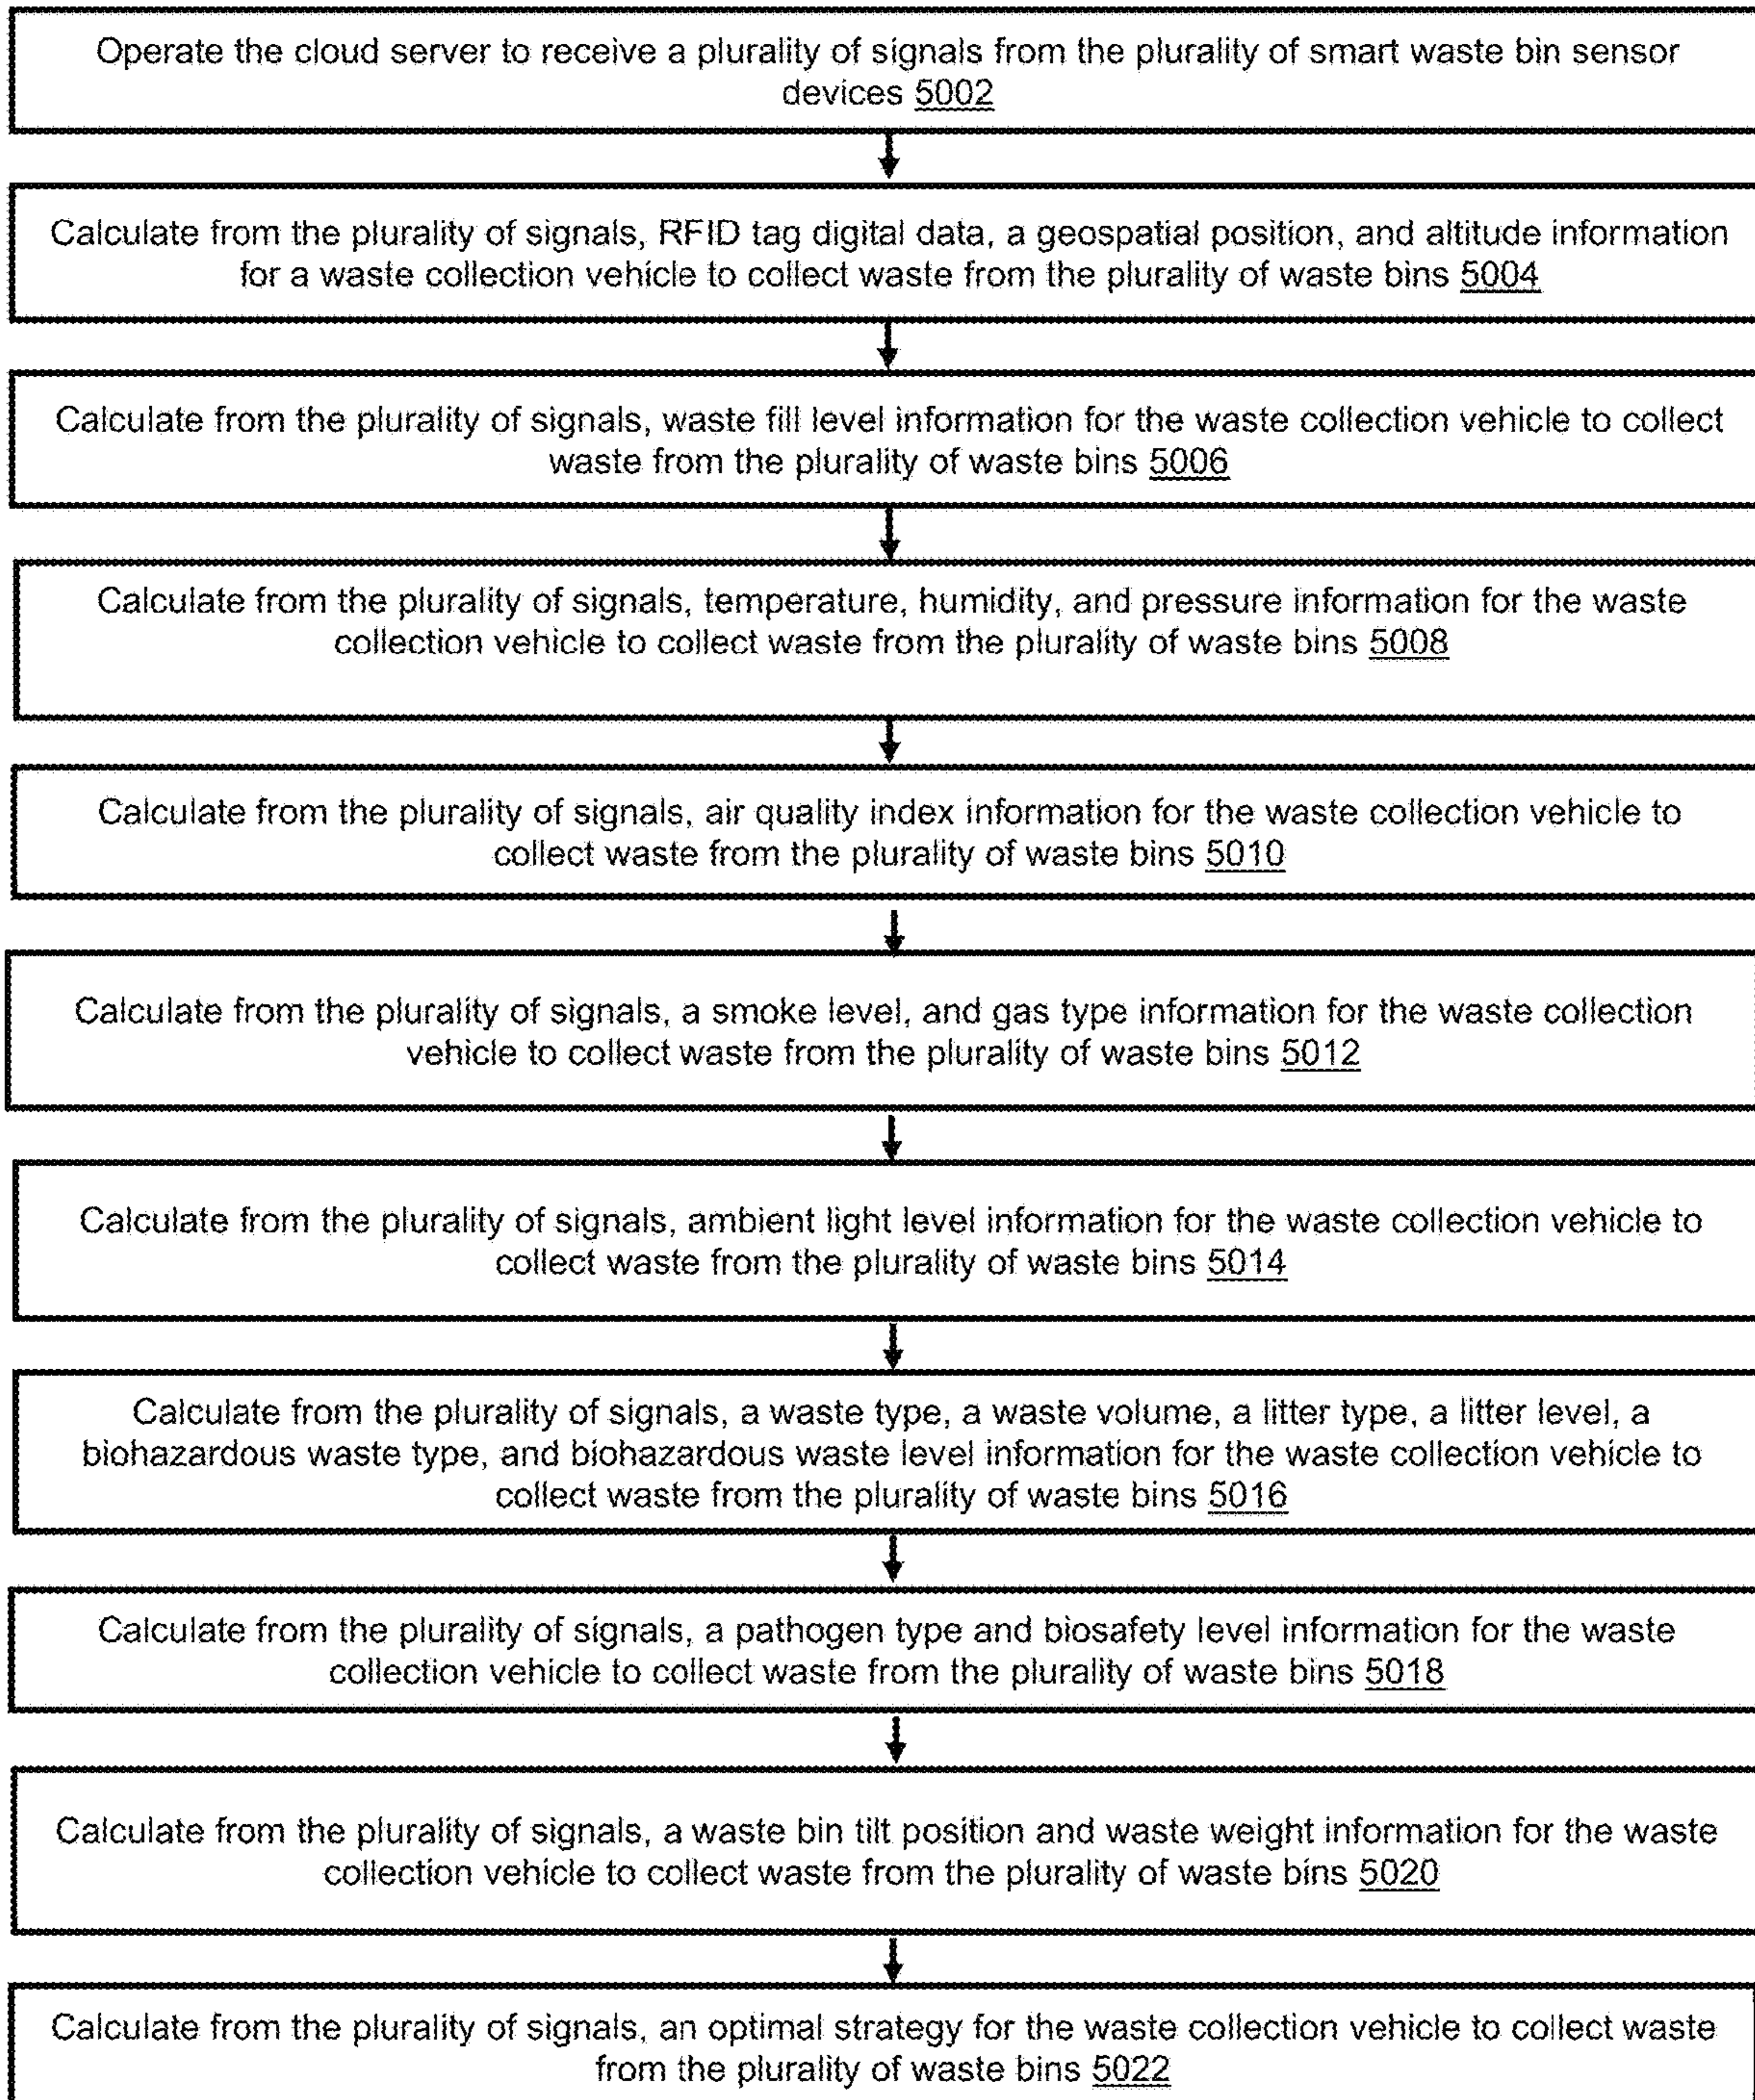 Operate the cloud server to receive a plurality of signals from the plurality of smart waste bin sensor
devices 5002
Calculate from the plurality of signals, RFID tag digital data, a geospatial position, and altitude information
for a waste collection vehicle to collect waste from the plurality of waste bins 5004
Calculate from the plurality of signals, waste fill level information for the waste collection vehicle to collect
waste from the plurality of waste bins 5006
Calculate from the plurality of signals, temperature, humidity, and pressure information for the waste
collection vehicle to collect waste from the plurality of waste bins 5008
Calculate from the plurality of signals, air quality index information for the waste collection vehicle to
collect waste from the plurality of waste bins 5010
Calculate from the plurality of signals, a smoke level, and gas type information for the waste collection
vehicle to collect waste from the plurality of waste bins 5012
Calculate from the plurality of signals, ambient light level information for the waste collection vehicle to
collect waste from the plurality of waste bins 5014
Calculate from the plurality of signals, a waste type, a waste volume, a litter type, a litter level, a
biohazardous waste type, and biohazardous waste level information for the waste collection vehicle to
collect waste from the plurality of waste bins 5016
Calculate from the plurality of signals, a pathogen type and biosafety level information for the waste
collection vehicle to collect waste from the plurality of waste bins 5018
Calculate from the plurality of signals, a waste bin tilt position and waste weight information for the waste
collection vehicle to collect waste from the plurality of waste bins 5020
Calculate from the plurality of signals, an optimal strategy for the waste collection vehicle to collect waste
from the plurality of waste bins 5022